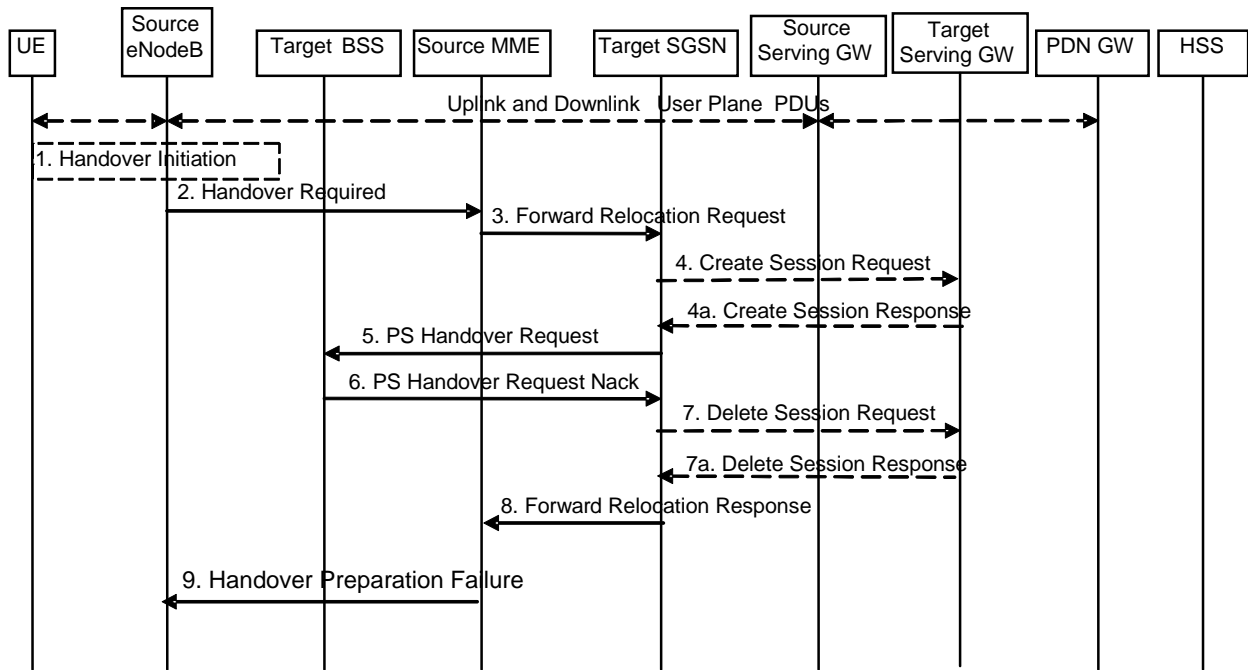 UE
Source
eNodeB
Target BSS
Source MME
Target SGSN
Source
Serving GW
Target
Serving GW
PDN GW
HSS
Uplink and Downlink User Plane PDUs
1. Handover Initiation
2. Handover Required
3. Forward Relocation Request
4. Create Session Request
4a. Create Session Response
5. PS Handover Request
6. PS Handover Request Nack
7. Delete Session Request
7a. Delete Session Response
8. Forward Relocation Response
9. Handover Preparation Failure